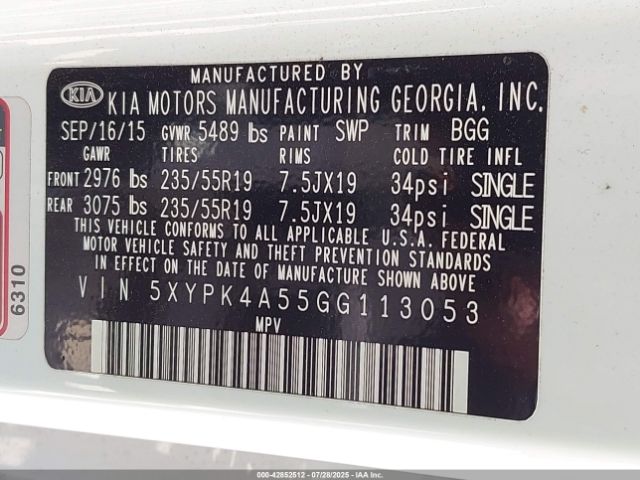 MANUFACTURED BY
KIA KIA MOTORS MANUFACTURING GEORGIA, INC.
SEP/16/15 GVWR 5489 lbs PAINT SWP TRIM BGG
GAWR TIRES RIMS COLD TIRE INFL
FRONT 2976 lbs 235/55R19 7.5JX19 34psi SINGLE
REAR 3075 lbs 235/55R19 7.5JX19 34psi SINGLE
THIS VEHICLE CONFORMS TO ALL APPLICABLE U.S.A. FEDERAL
MOTOR VEHICLE SAFETY AND THEFT PREVENTION STANDARDS
IN EFFECT ON THE DATE OF MANUFACTURE SHOWN ABOVE
VIN 5XYPK4A55GG113053
MPV
6310
000-42852512 - 07/28/2025 - IAAI.COM